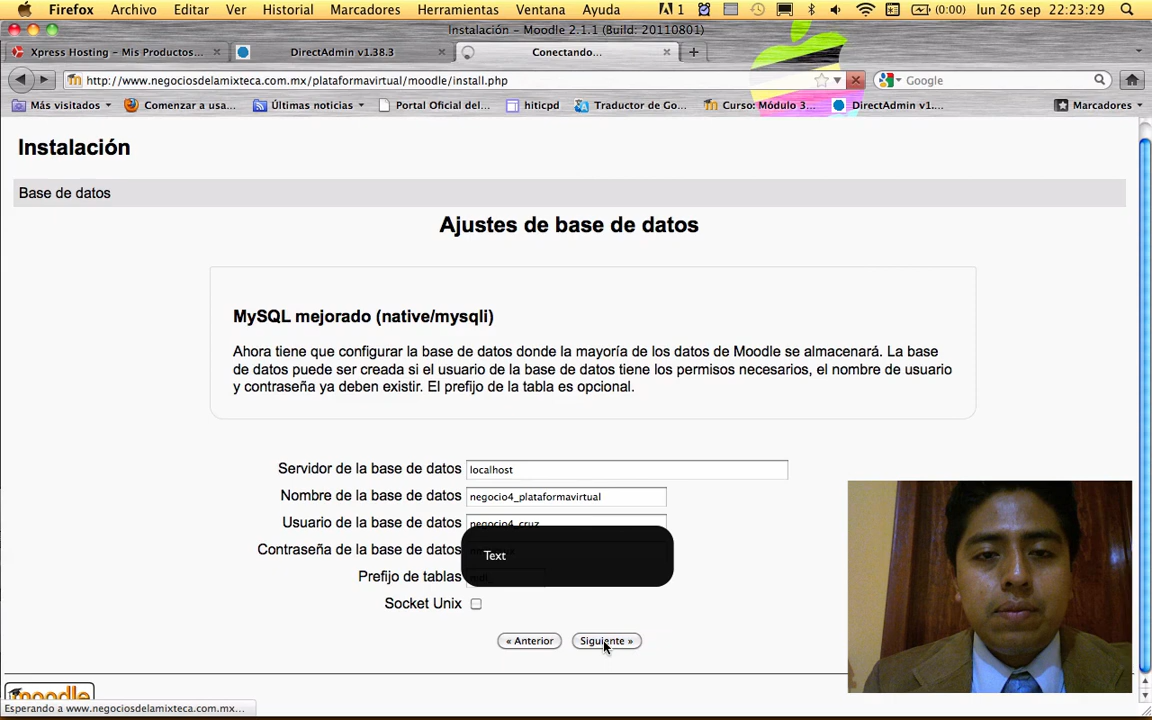 Firefox Archivo Editar Ver Historial Marcadores Herramientas Ventana Ayuda 1 (0:00) lun 26 sep 22:23:29
Instalación – Moodle 2.1.1 (Build: 20110801)
Xpress Hosting – Mis Productos... DirectAdmin v1.38.3 Conectando...
http://www.negociosdelamixteca.com.mx/plataformavirtual/moodle/install.php Google
Más visitados Comenzar a usa... Últimas noticias Portal Oficial del... hiticpd Traductor de Go... Curso: Módulo 3... DirectAdmin v1.... Marcadores
Instalación
Base de datos
Ajustes de base de datos
MySQL mejorado (native/mysqli)
Ahora tiene que configurar la base de datos donde la mayoría de los datos de Moodle se almacenará. La base
de datos puede ser creada si el usuario de la base de datos tiene los permisos necesarios, el nombre de usuario
y contraseña ya deben existir. El prefijo de la tabla es opcional.
Servidor de la base de datos localhost
Nombre de la base de datos negocio4_plataformavirtual
Usuario de la base de datos negocio4_cruz
Contraseña de la base de datos
Text
Prefijo de tablas
Socket Unix
« Anterior Siguiente »
moodle
Esperando a www.negociosdelamixteca.com.mx...